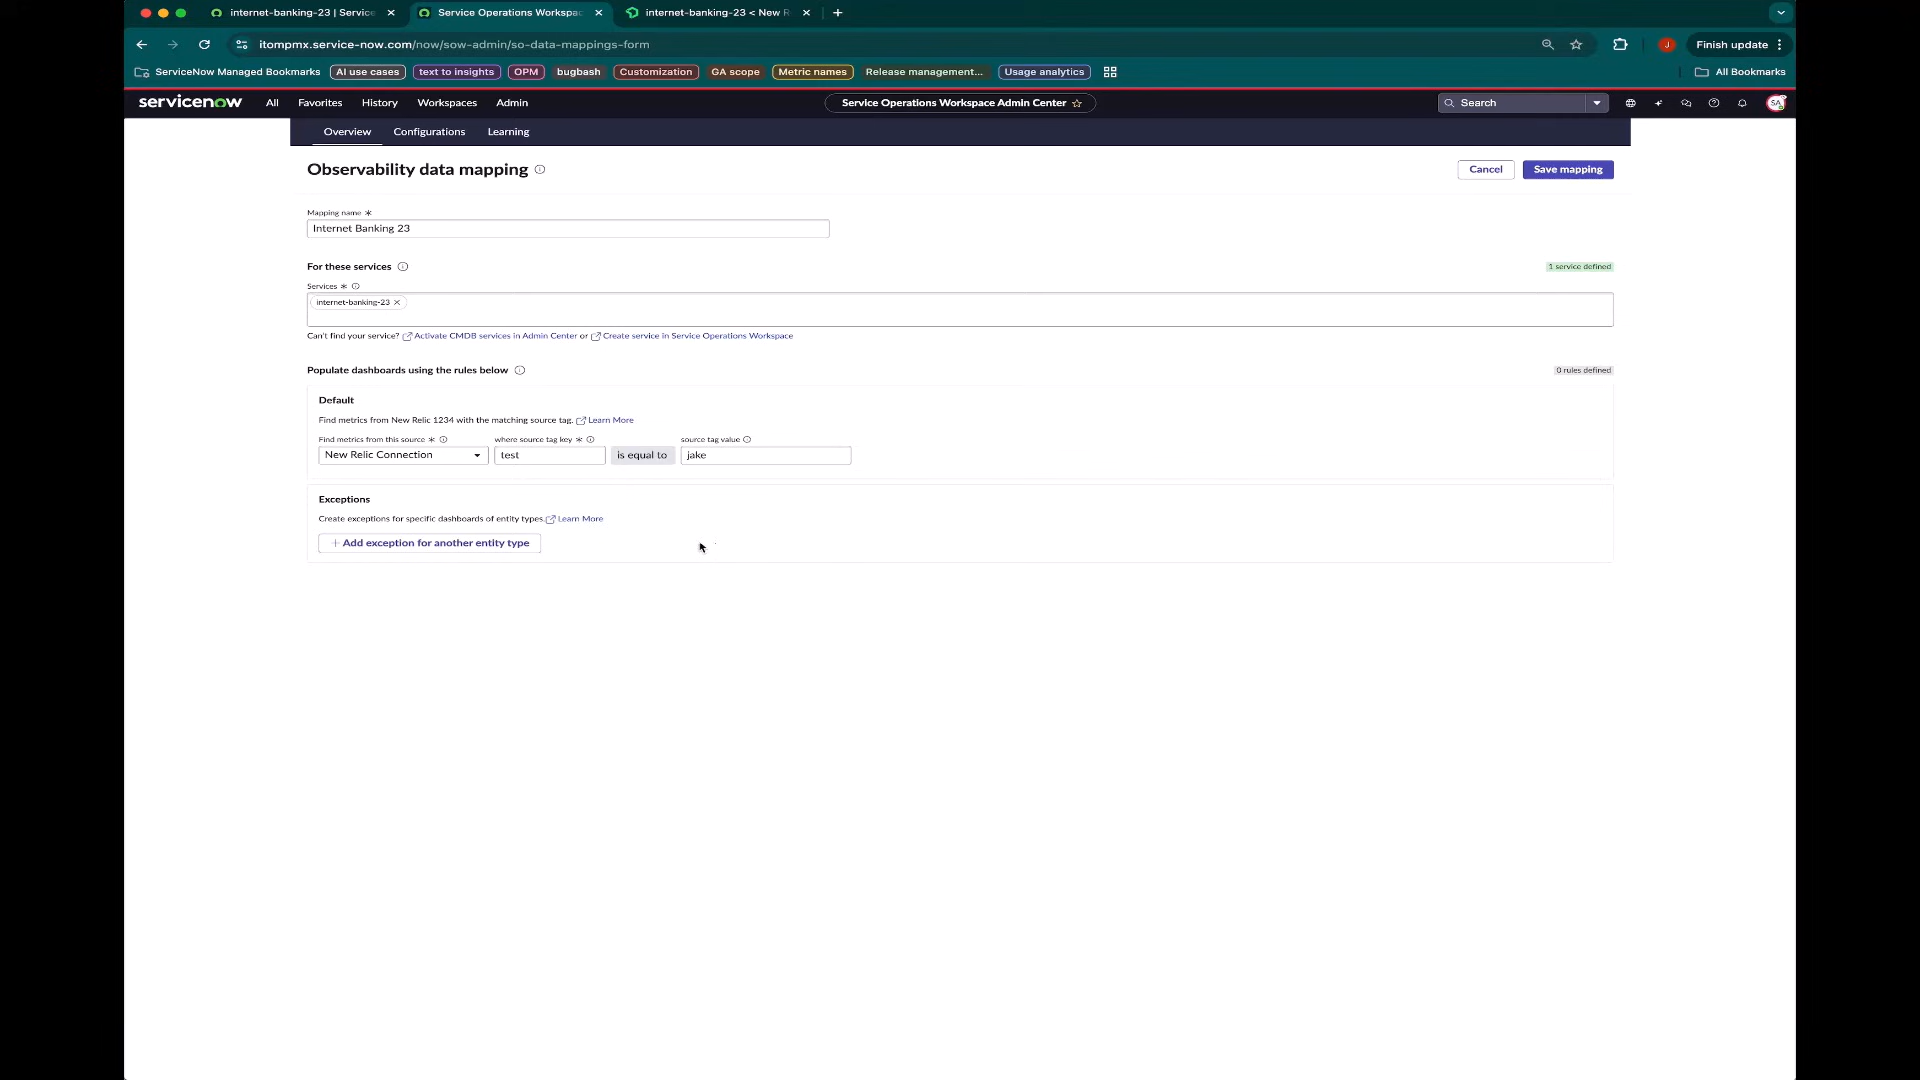 internet-banking-23 | Service
Service Operations Workspac
internet-banking-23 < New R
itompmx.service-now.com/now/sow-admin/so-data-mappings-form
J
Finish update
ServiceNow Managed Bookmarks
AI use cases
text to insights
OPM
bugbash
Customization
GA scope
Metric names
Release management...
Usage analytics
All Bookmarks
servicenow
All
Favorites
History
Workspaces
Admin
Service Operations Workspace Admin Center
Search
SA
Overview
Configurations
Learning
Observability data mapping
Cancel
Save mapping
Mapping name *
Internet Banking 23
For these services
1 service defined
Services *
internet-banking-23
Can't find your service? Activate CMDB services in Admin Center or Create service in Service Operations Workspace
Populate dashboards using the rules below
0 rules defined
Default
Find metrics from New Relic 1234 with the matching source tag. Learn More
Find metrics from this source *
where source tag key *
source tag value
New Relic Connection
test
is equal to
jake
Exceptions
Create exceptions for specific dashboards of entity types. Learn More
+ Add exception for another entity type